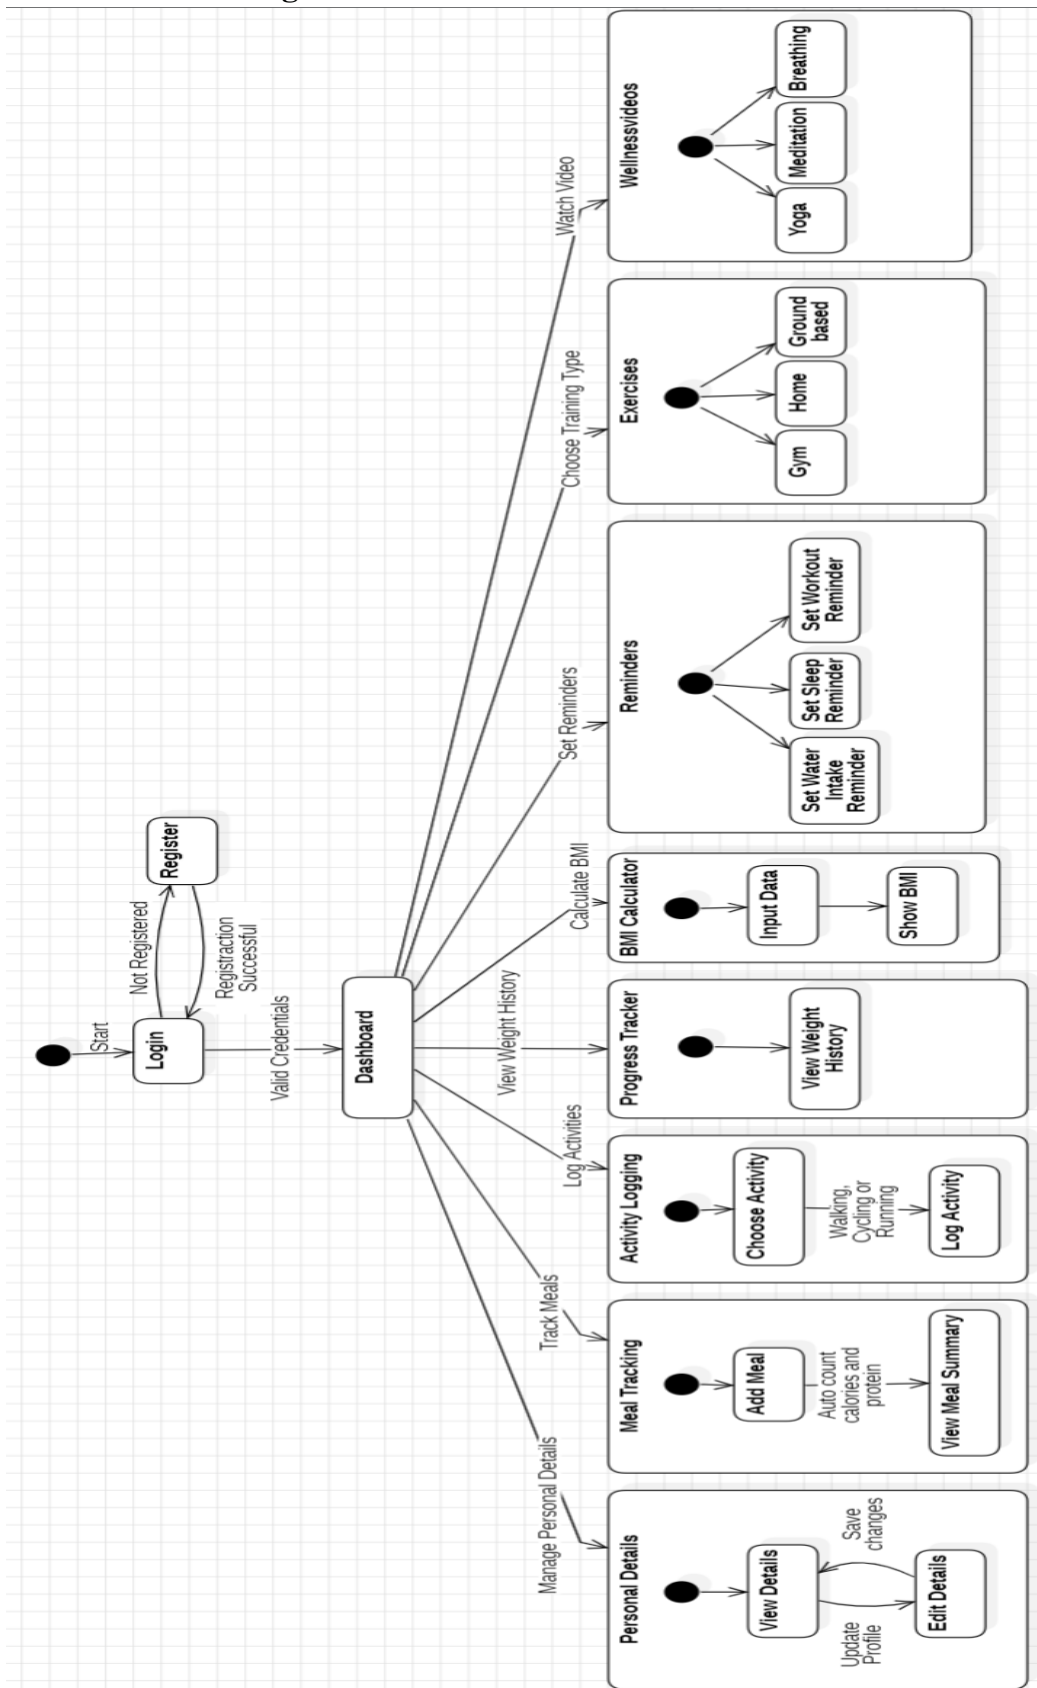 Start
Login
Not Registered
Register
Registraction
Successful
Valid Credentials
Dashboard
Manage Personal Details
Track Meals
Log Activities
View Weight History
Calculate BMI
Set Reminders
Choose Training Type
Watch Video
Personal Details
View Details
Update
Profile
Save
changes
Edit Details
Meal Tracking
Add Meal
Auto count
calories and
protein
View Meal Summary
Activity Logging
Choose Activity
Walking,
Cycling or
Running
Log Activity
Progress Tracker
View Weight
History
BMI Calculator
Input Data
Show BMI
Reminders
Set Water
Intake
Reminder
Set Sleep
Reminder
Set Workout
Reminder
Exercises
Gym
Home
Ground
based
Wellnessvideos
Yoga
Meditation
Breathing